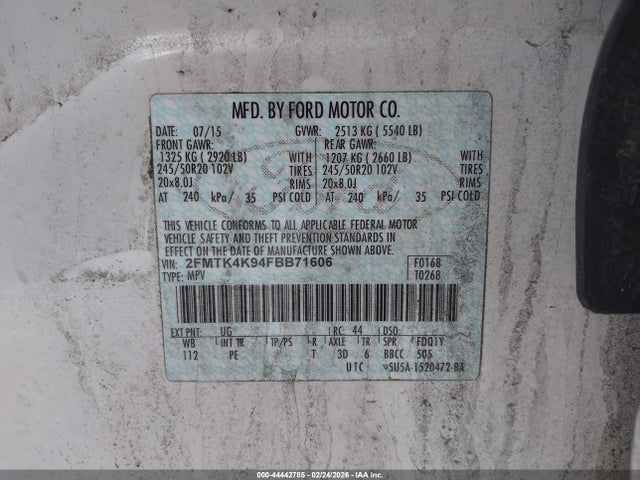 MFD. BY FORD MOTOR CO.
DATE: 07/15 GVWR: 2513 KG ( 5540 LB)
FRONT GAWR: REAR GAWR:
1325 KG ( 2920 LB) WITH 1207 KG ( 2660 LB) WITH
245/50R20 102V TIRES 245/50R20 102V TIRES
20x8.0J RIMS 20x8.0J RIMS
AT 240 kPa/ 35 PSI COLD AT 240 kPa/ 35 PSI COLD
THIS VEHICLE CONFORMS TO ALL APPLICABLE FEDERAL MOTOR
VEHICLE SAFETY AND THEFT PREVENTION STANDARDS IN
EFFECT ON THE DATE OF MANUFACTURE SHOWN ABOVE.
VIN: 2FMTK4K94FBB71606 F0168
TYPE: MPV T0268
EXT PNT: UG RC: 44 DSO:
WB INT TR TP/PS R AXLE TR SPR FDQ1Y
112 PE T 3D 6 BBCC 505
UTC 5U5A-1520472-BA
000-44442785 - 02/24/2026 - IAAI.COM